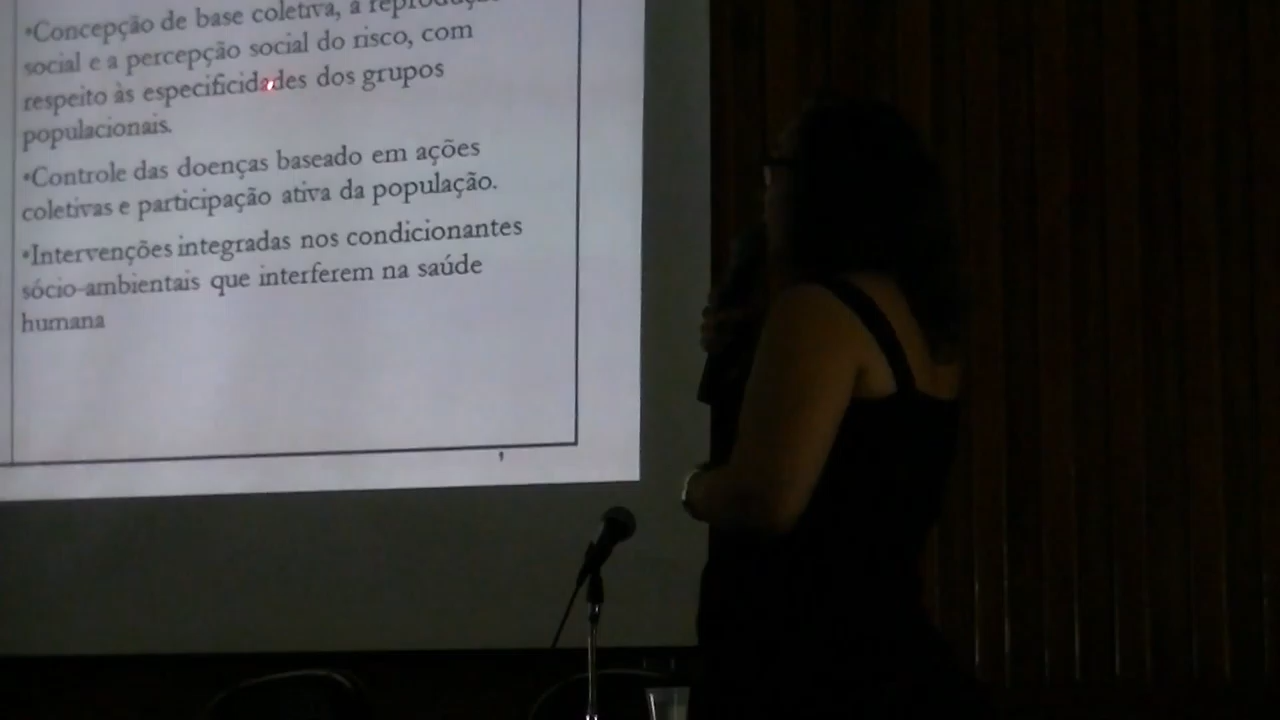 •Concepção de base coletiva, a reprodução
social e a percepção social do risco, com
respeito às especificidades dos grupos
populacionais.
•Controle das doenças baseado em ações
coletivas e participação ativa da população.
•Intervenções integradas nos condicionantes
sócio-ambientais que interferem na saúde
humana